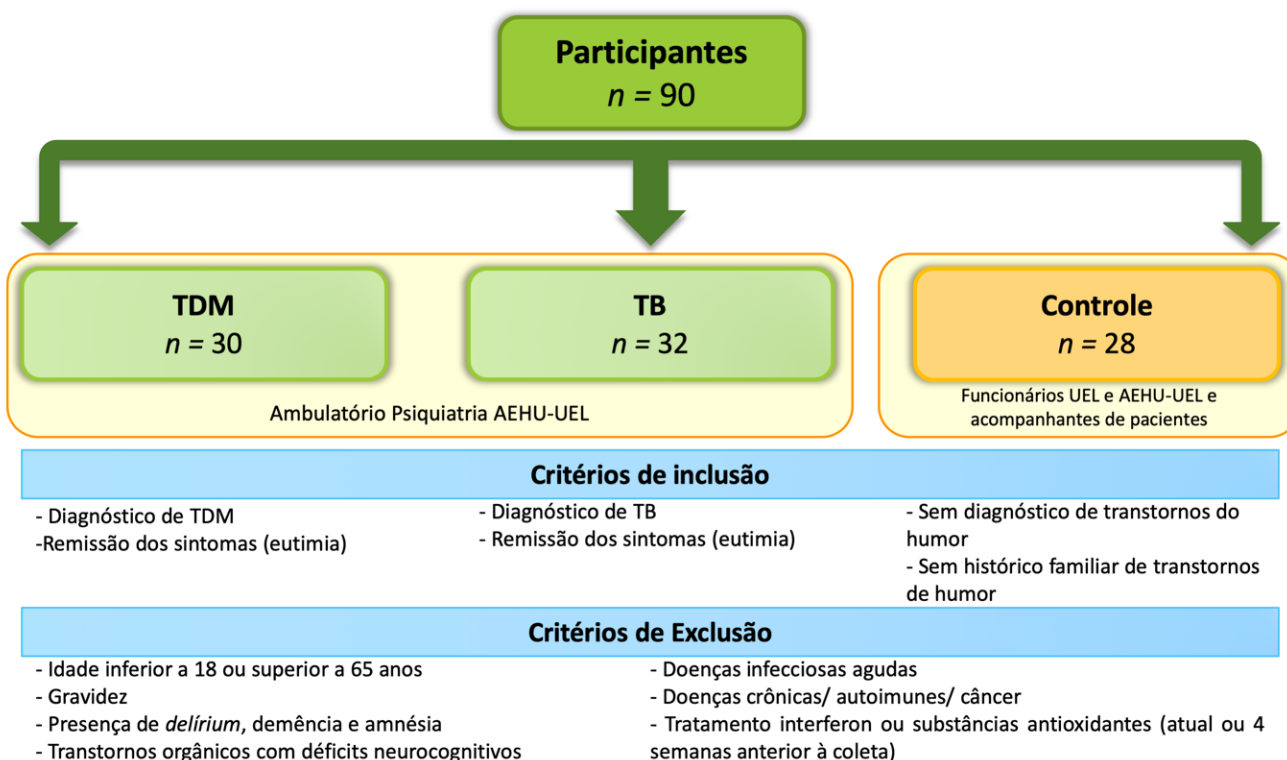 Participantes
n = 90
TDM
n = 30
TB
n = 32
Ambulatório Psiquiatria AEHU-UEL
Controle
n = 28
Funcionários UEL e AEHU-UEL e
acompanhantes de pacientes
Critérios de inclusão
- Diagnóstico de TDM
-Remissão dos sintomas (eutimia)
- Diagnóstico de TB
- Remissão dos sintomas (eutimia)
- Sem diagnóstico de transtornos do
humor
- Sem histórico familiar de transtornos
de humor
Critérios de Exclusão
- Idade inferior a 18 ou superior a 65 anos
- Gravidez
- Presença de delírium, demência e amnésia
- Transtornos orgânicos com déficits neurocognitivos
- Doenças infecciosas agudas
- Doenças crônicas/ autoimunes/ câncer
- Tratamento interferon ou substâncias antioxidantes (atual ou 4
semanas anterior à coleta)